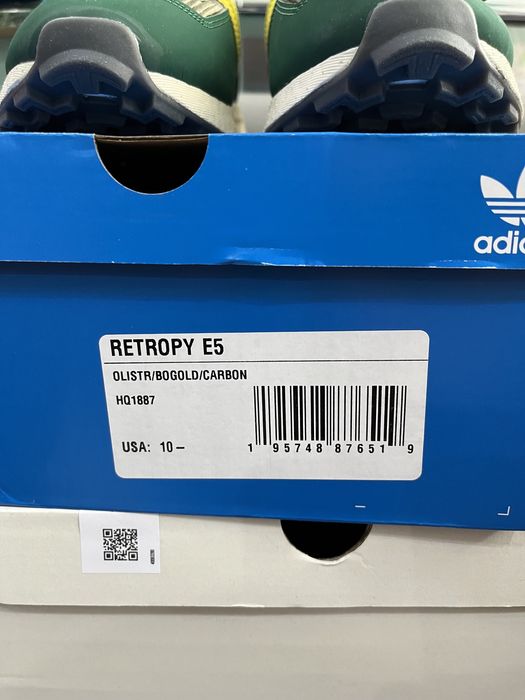 adid
RETROPY E5
OLISTR/BOGOLD/CARBON
HQ1887
USA: 10–
1 95748 87651 9